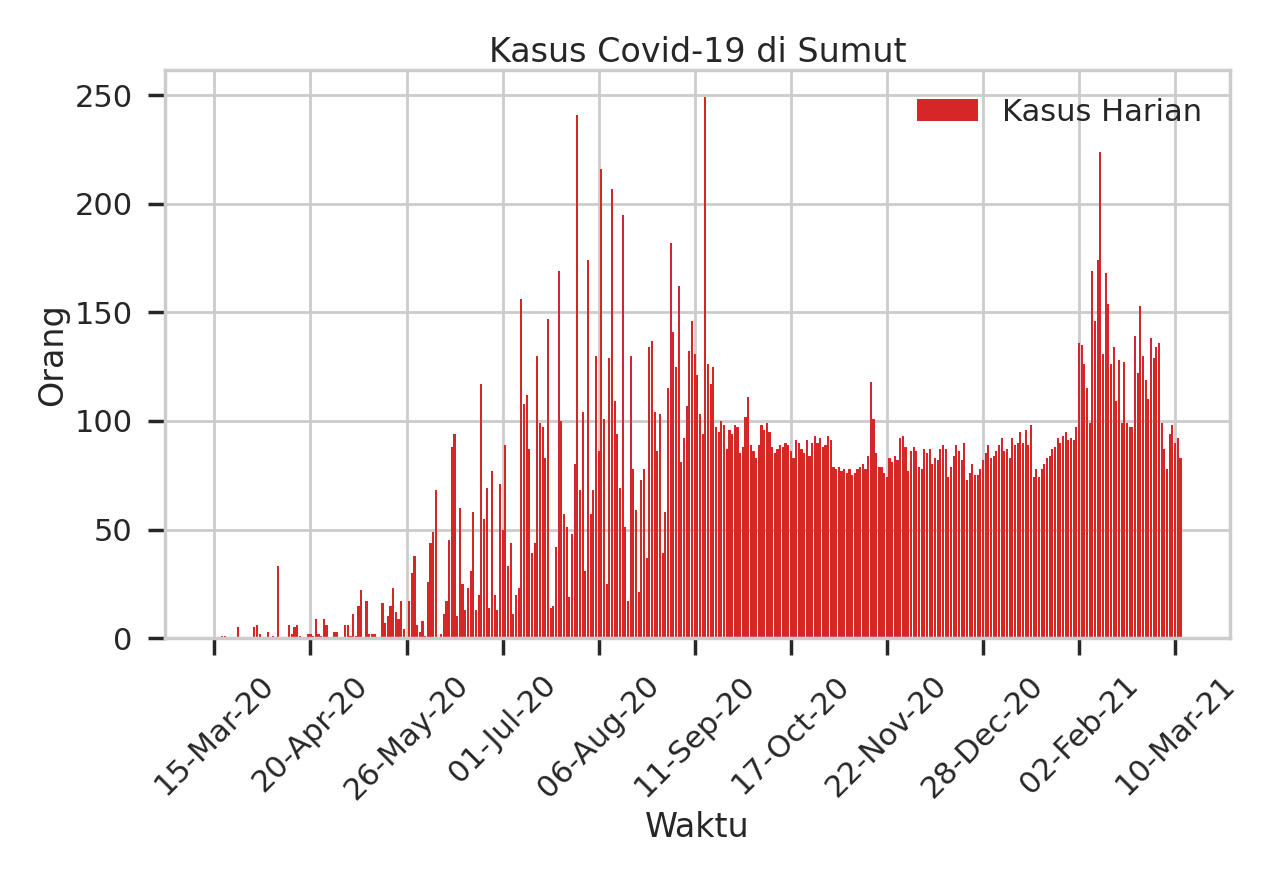 Kasus Covid-19 di Sumut
Kasus Harian
Orang
250
200
150
100
50
0
15-Mar-20
20-Apr-20
26-May-20
01-Jul-20
06-Aug-20
11-Sep-20
17-Oct-20
22-Nov-20
28-Dec-20
02-Feb-21
10-Mar-21
Waktu